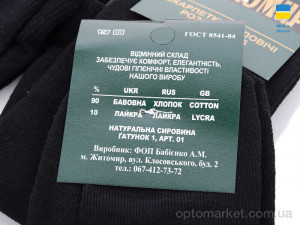 ГОСТ 8541-84
ВІДМІННИЙ СКЛАД
ЗАБЕЗПЕЧУЄ КОМФОРТ, ЕЛЕГАНТНІСТЬ,
ЧУДОВІ ГІГІЄНІЧНІ ВЛАСТИВОСТІ
НАШОГО ВИРОБУ
% UKR RUS GB
90 БАВОВНА ХЛОПОК COTTON
10 ЛАЙКРА ЛАЙКРА LYCRA
НАТУРАЛЬНА СИРОВИНА
ГАТУНОК 1, АРТ. 01
Виробник: ФОП Бабієнко А.М.
м. Житомир, вул. Клосовського, буд. 2
тел.: 067-412-73-72
optomarket.com.ua